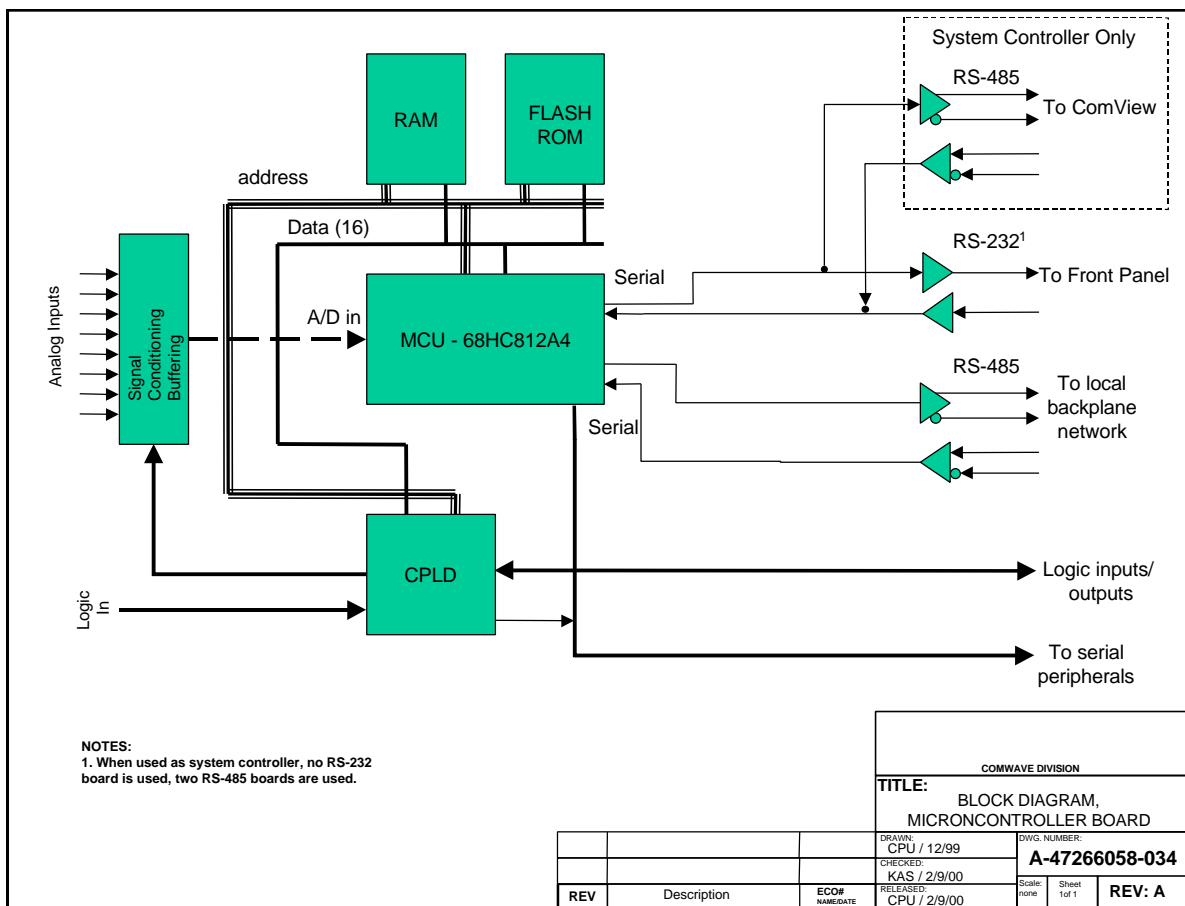 System Controller Only
RS-485
To ComView
RAM
FLASH
ROM
address
Data (16)
RS-232¹
Serial
To Front Panel
Analog Inputs
Signal
Conditioning
Buffering
A/D in
MCU - 68HC812A4
RS-485
To local
backplane
network
Serial
CPLD
Logic inputs/
outputs
Logic
In
To serial
peripherals
NOTES:
1. When used as system controller, no RS-232
board is used, two RS-485 boards are used.
COMWAVE DIVISION
TITLE:
BLOCK DIAGRAM,
MICRONCONTROLLER BOARD
DRAWN:
CPU / 12/99
DWG. NUMBER:
A-47266058-034
CHECKED:
KAS / 2/9/00
REV
Description
ECO#
NAME/DATE
RELEASED:
CPU / 2/9/00
Scale:
none
Sheet
1of 1
REV: A